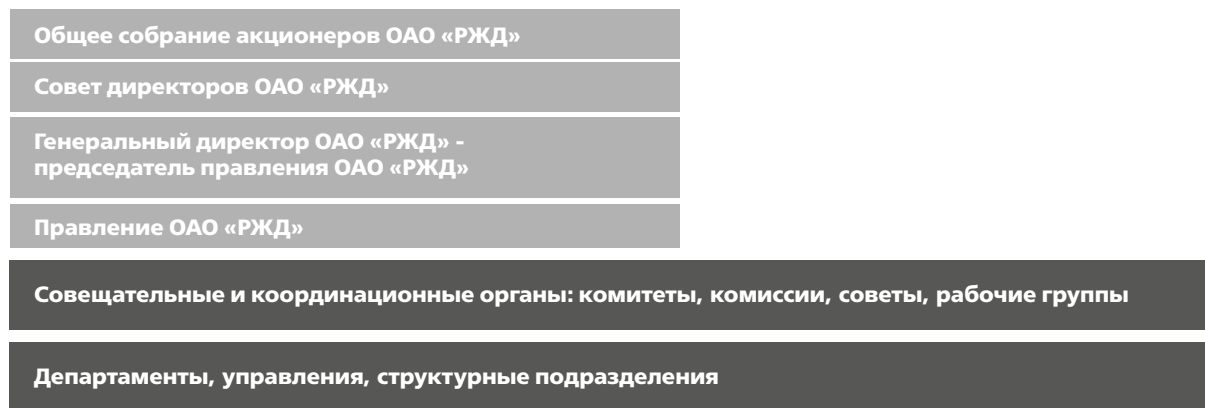 Общее собрание акционеров ОАО «РЖД»
Совет директоров ОАО «РЖД»
Генеральный директор ОАО «РЖД» -
председатель правления ОАО «РЖД»
Правление ОАО «РЖД»
Совещательные и координационные органы: комитеты, комиссии, советы, рабочие группы
Департаменты, управления, структурные подразделения